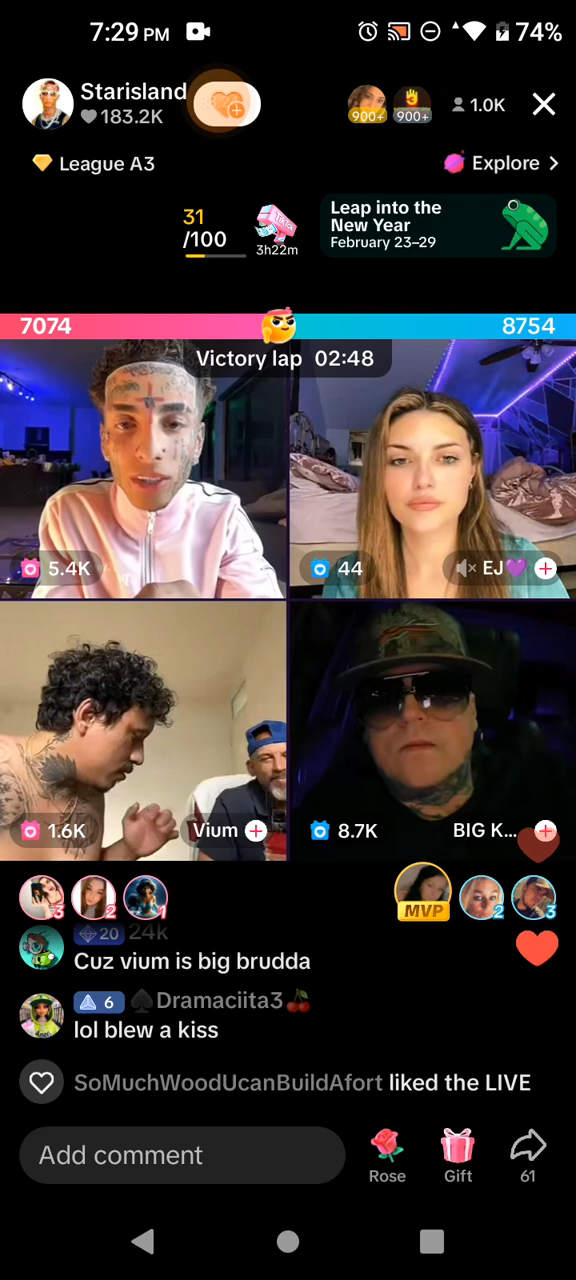 7:29 PM
74%
Starisland
183.2K
900+
900+
1.0K
League A3
Explore
31
/100
TikTok
3h22m
Leap into the
New Year
February 23–29
7074
8754
Victory lap 02:48
5.4K
44
EJ
1.6K
Vium
8.7K
BIG K...
3
2
1
MVP
2
3
20 24k
Cuz vium is big brudda
6 Dramaciita3
lol blew a kiss
SoMuchWoodUcanBuildAfort liked the LIVE
Add comment
Rose
Gift
61